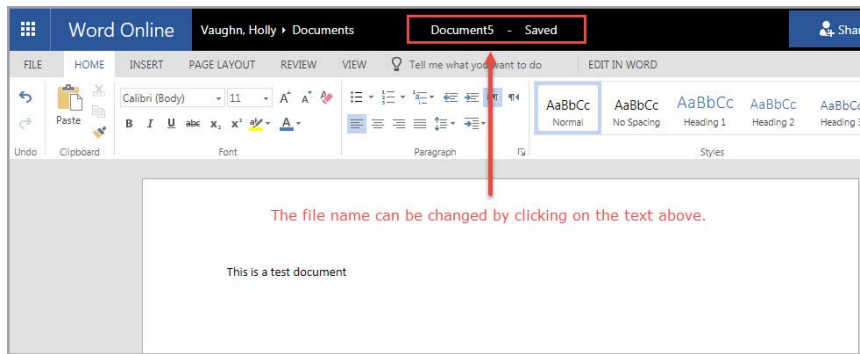 Word Online Vaughn, Holly ▸ Documents Document5 - Saved Shar
FILE HOME INSERT PAGE LAYOUT REVIEW VIEW Tell me what you want to do EDIT IN WORD
Calibri (Body) 11 A A AaBbCc AaBbCc AaBbCc AaBbCc AaBbCc
Paste B I U abc x₂ x² aby A Normal No Spacing Heading 1 Heading 2 Heading 3
Undo Clipboard Font Paragraph Styles
The file name can be changed by clicking on the text above.
This is a test document